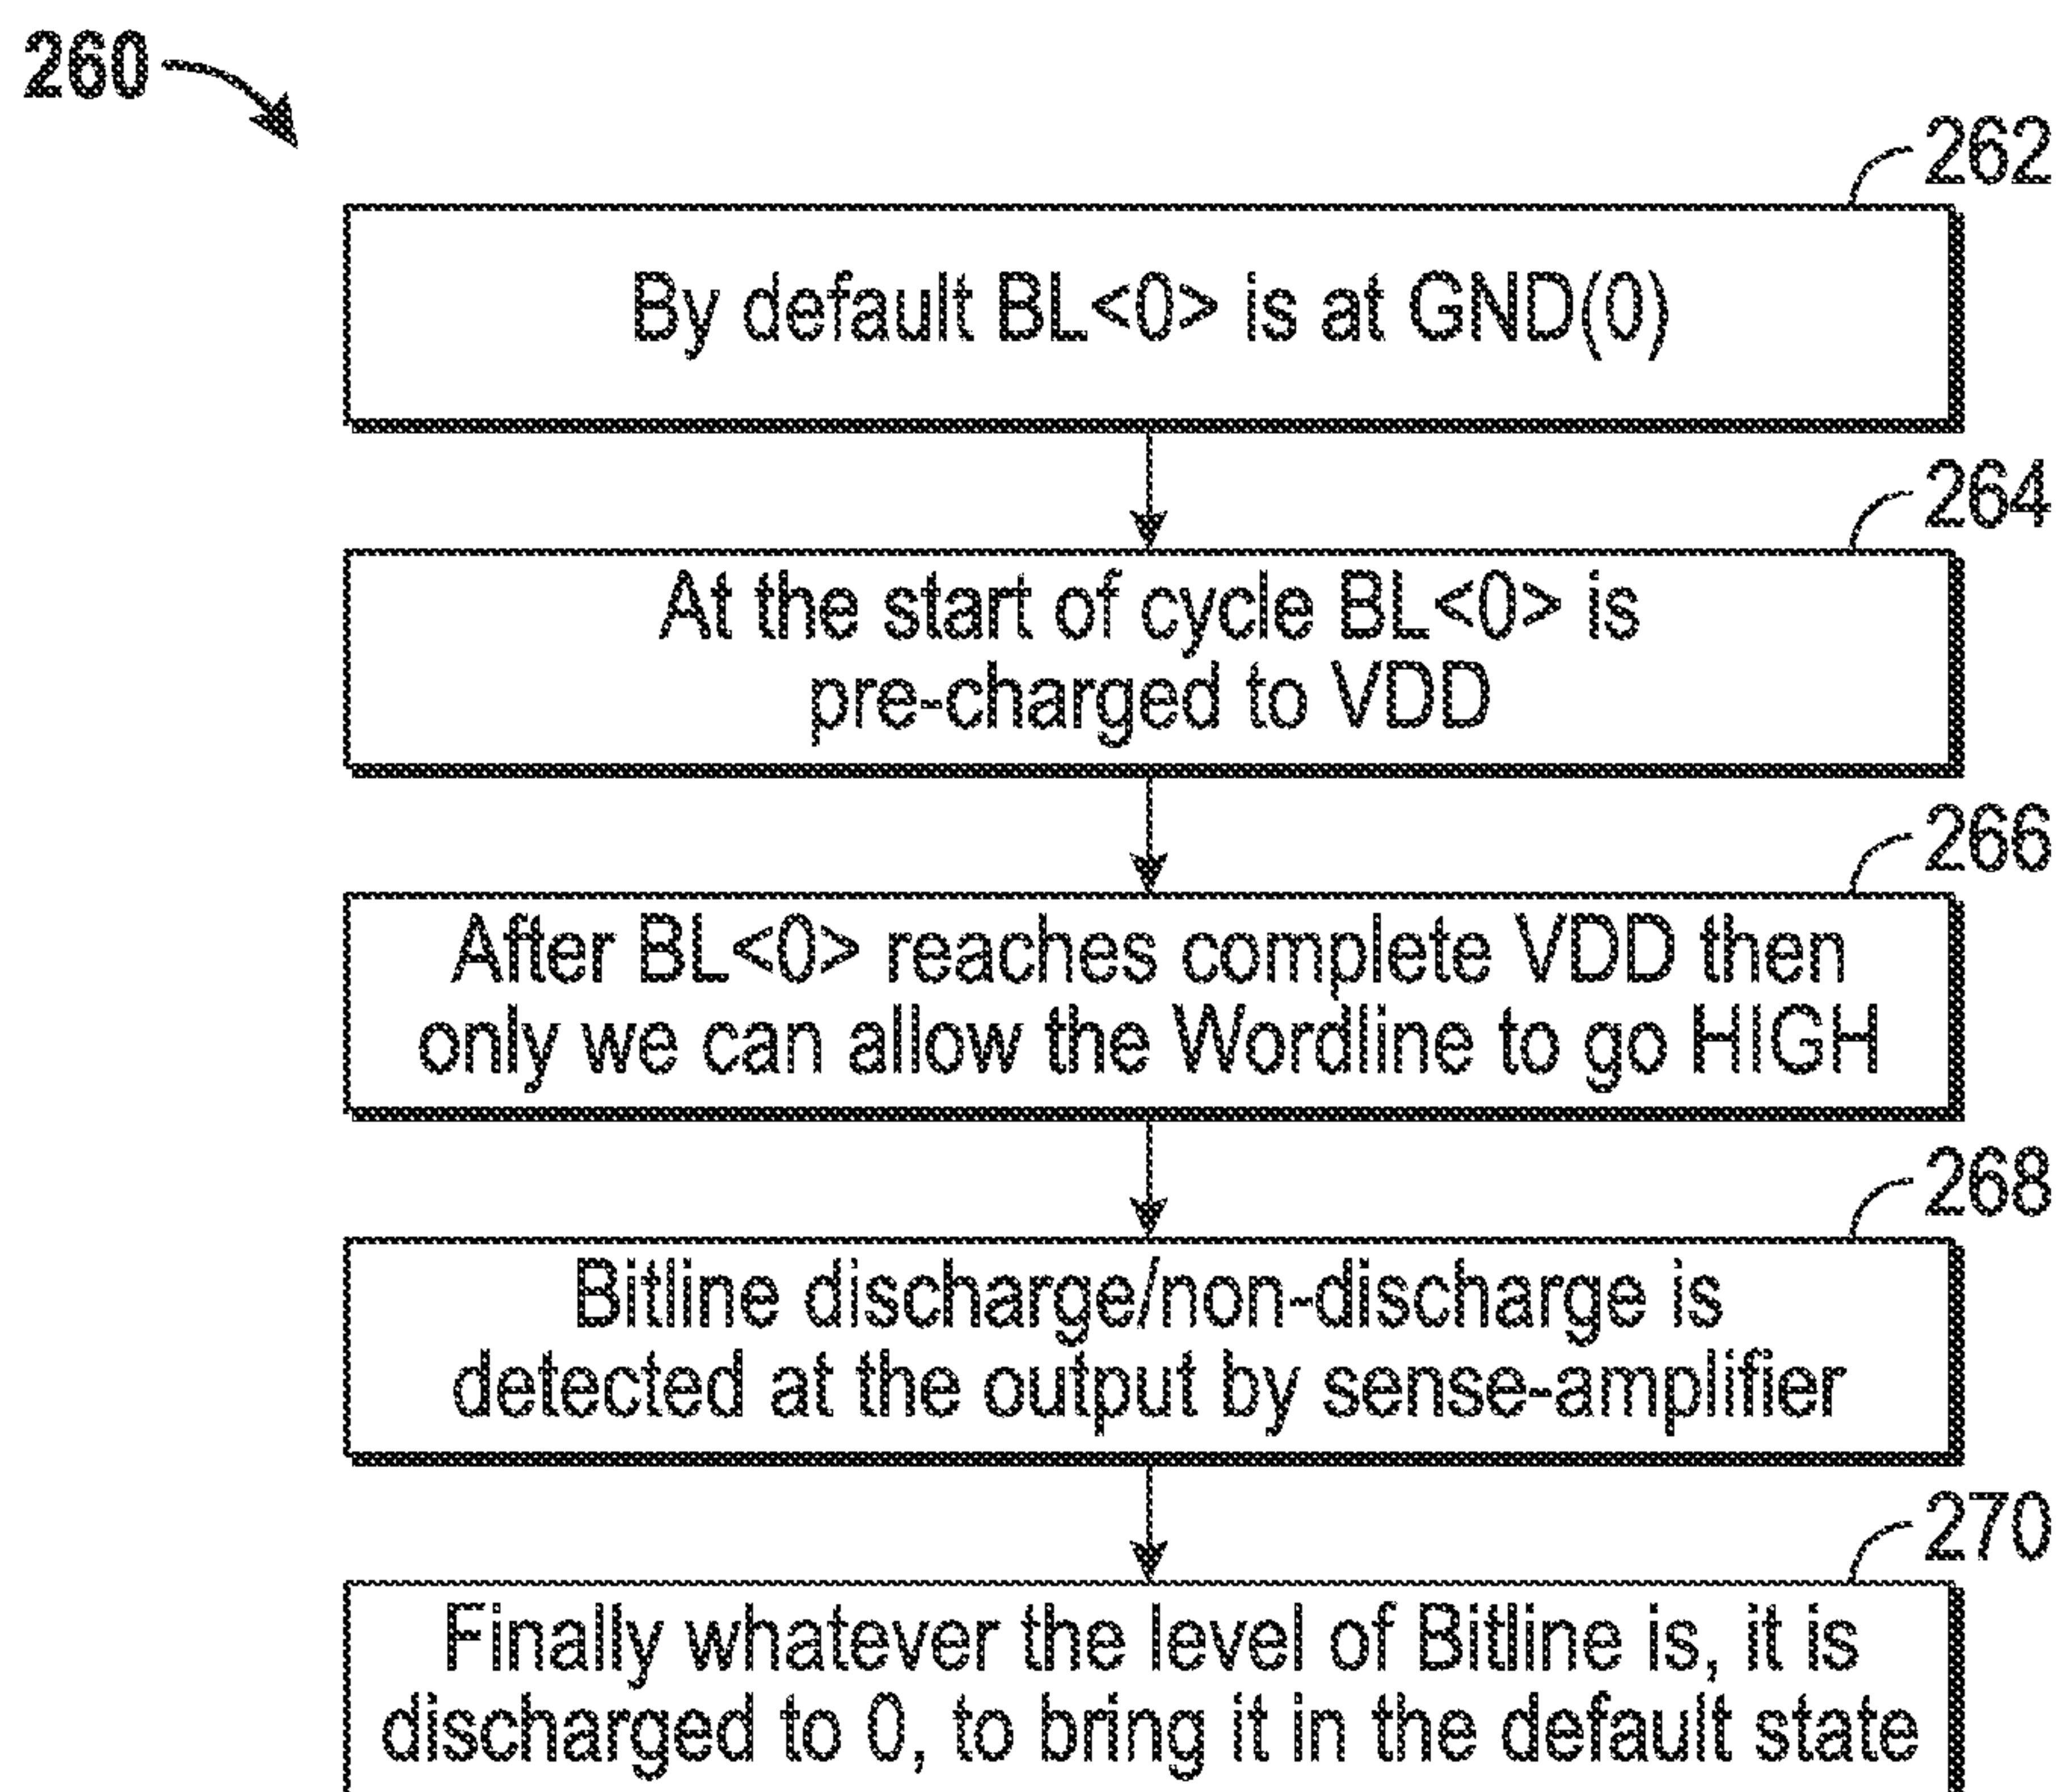 260
262
By default BL<0> is at GND(0)
264
At the start of cycle BL<0> is
pre-charged to VDD
266
After BL<0> reaches complete VDD then
only we can allow the Wordline to go HIGH
268
Bitline discharge/non-discharge is
detected at the output by sense-amplifier
270
Finally whatever the level of Bitline is, it is
discharged to 0, to bring it in the default state